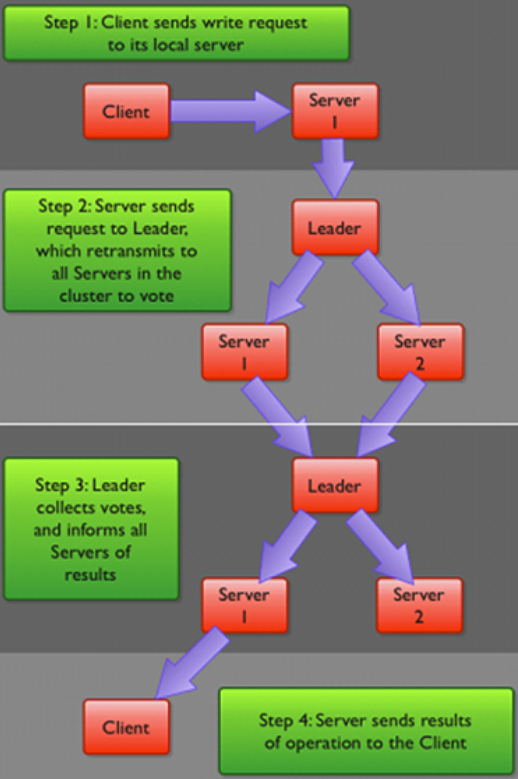 Step 1: Client sends write request
to its local server
Client
Server
1
Step 2: Server sends
request to Leader,
which retransmits to
all Servers in the
cluster to vote
Leader
Server
1
Server
2
Step 3: Leader
collects votes,
and informs all
Servers of
results
Leader
Server
1
Server
2
Client
Step 4: Server sends results
of operation to the Client